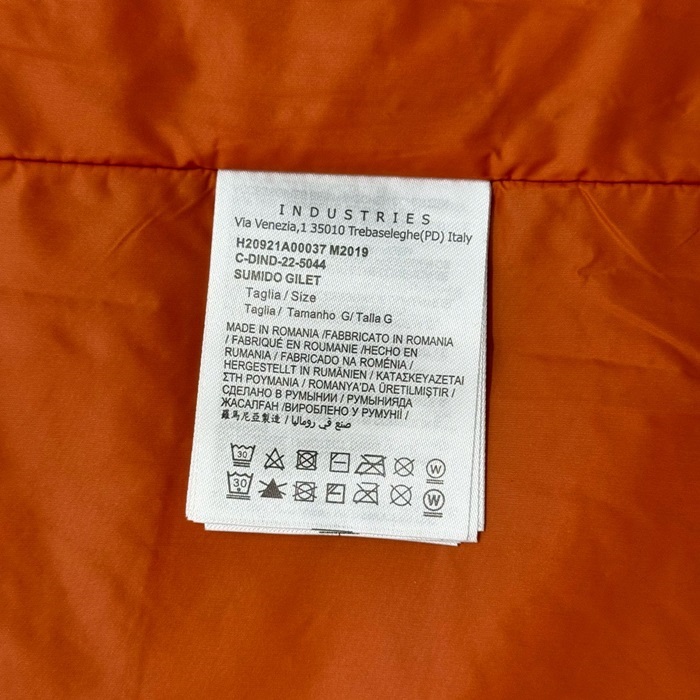 INDUSTRIES
Via Venezia,1 35010 Trebaseleghe(PD) Italy
H20921A00037 M2019
C-DIND-22-5044
SUMIDO GILET
Taglia / Size
Taglia / Tamanho G/ Talla G
MADE IN ROMANIA /FABBRICATO IN ROMANIA
/ FABRIQUÉ EN ROUMANIE /HECHO EN
RUMANIA / FABRICADO NA ROMÉNIA/
HERGESTELLT IN RUMÄNIEN / ΚΑΤΑΣΚΕΥΑΖΕΤΑΙ
ΣΤΗ ΡΟΥΜΑΝΙΑ / ROMANYA'DA ÜRETILMIŞTIR /
СДЕЛАНО В РУМЫНИИ / РУМЫНИЯДА
ЖАСАЛҒАН /ВИРОБЛЕНО У РУМУНІЇ /
羅馬尼亞製造 / صنع في رومانيا
30 W
30 W